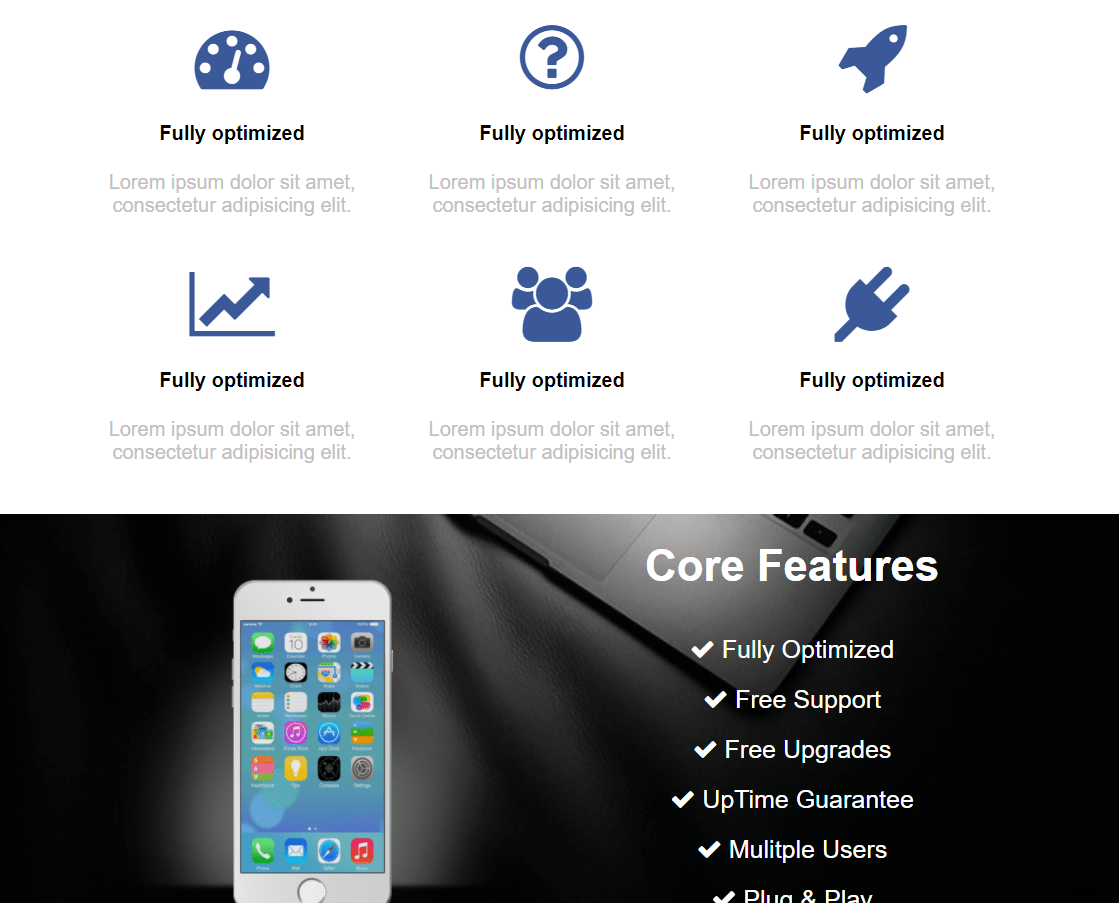 Fully optimized
Fully optimized
Fully optimized
Lorem ipsum dolor sit amet,
consectetur adipisicing elit.
Lorem ipsum dolor sit amet,
consectetur adipisicing elit.
Lorem ipsum dolor sit amet,
consectetur adipisicing elit.
Fully optimized
Fully optimized
Fully optimized
Lorem ipsum dolor sit amet,
consectetur adipisicing elit.
Lorem ipsum dolor sit amet,
consectetur adipisicing elit.
Lorem ipsum dolor sit amet,
consectetur adipisicing elit.
Core Features
Fully Optimized
Free Support
Free Upgrades
UpTime Guarantee
Mulitple Users
Plug & Play